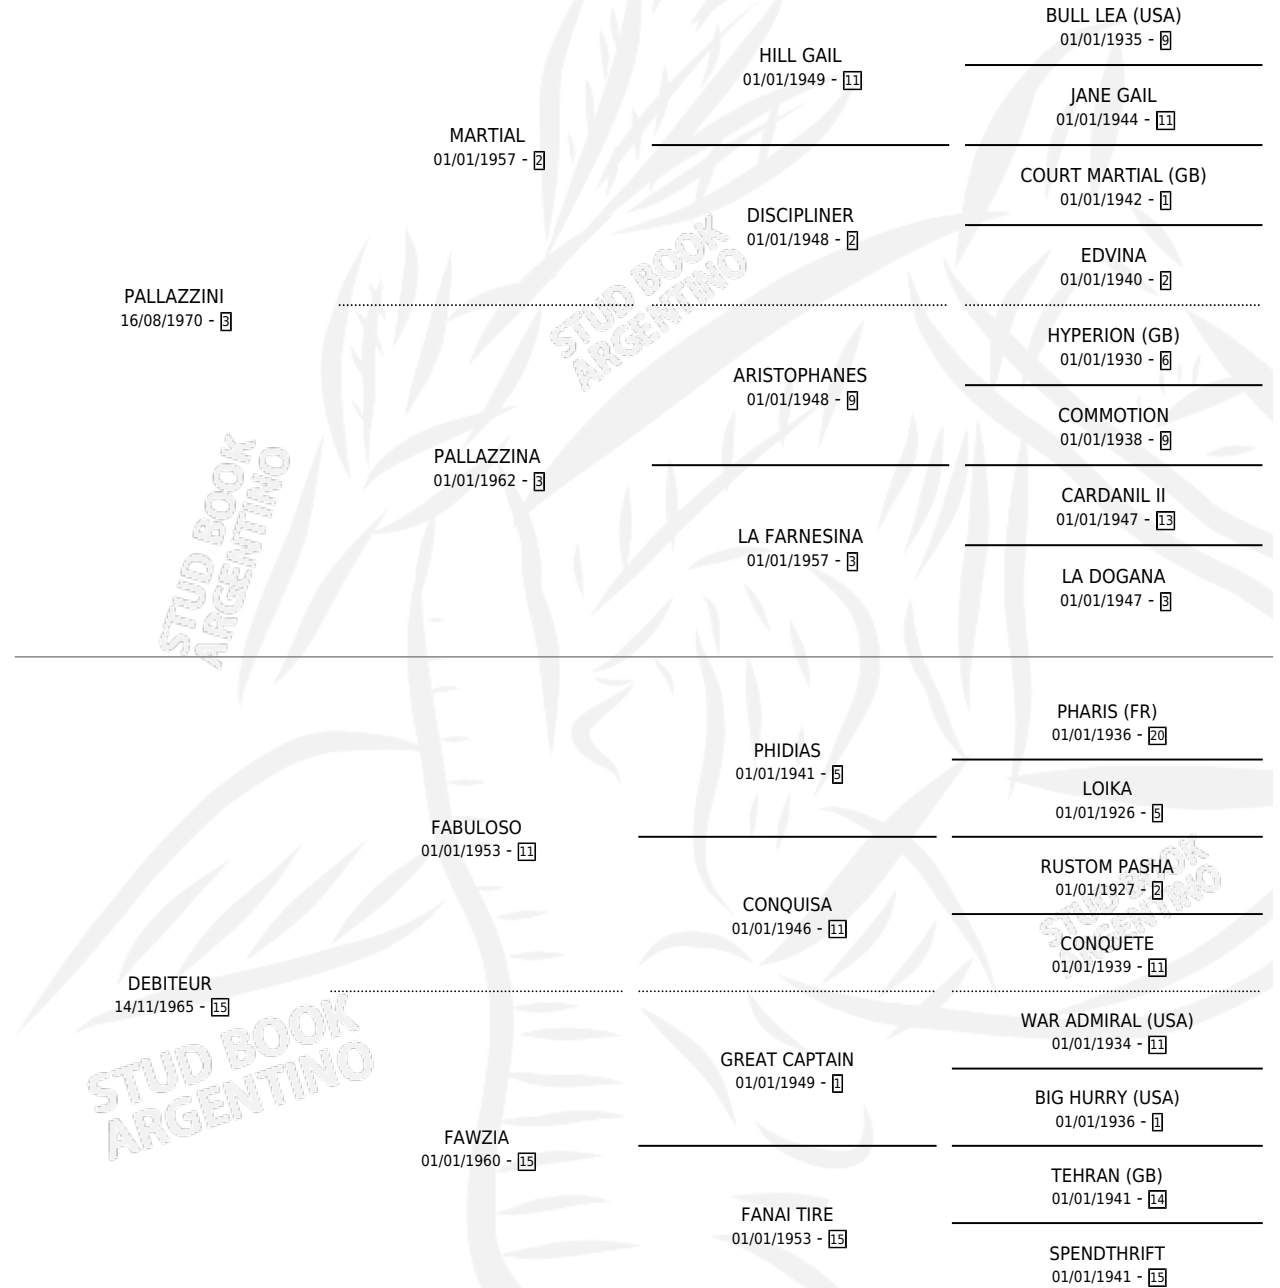 BULL LEA (USA)
01/01/1935 - 9
HILL GAIL
01/01/1949 - 11
JANE GAIL
01/01/1944 - 11
MARTIAL
01/01/1957 - 2
COURT MARTIAL (GB)
01/01/1942 - 1
DISCIPLINER
01/01/1948 - 2
EDVINA
01/01/1940 - 2
PALLAZZINI
16/08/1970 - 3
HYPERION (GB)
01/01/1930 - 6
ARISTOPHANES
01/01/1948 - 9
COMMOTION
01/01/1938 - 9
PALLAZZINA
01/01/1962 - 3
CARDANIL II
01/01/1947 - 13
LA FARNESINA
01/01/1957 - 3
LA DOGANA
01/01/1947 - 3
STUD BOOK
ARGENTINO
STUD BOOK
ARGENTINO
PHARIS (FR)
01/01/1936 - 20
PHIDIAS
01/01/1941 - 5
LOIKA
01/01/1926 - 5
FABULOSO
01/01/1953 - 11
RUSTOM PASHA
01/01/1927 - 2
CONQUISA
01/01/1946 - 11
CONQUETE
01/01/1939 - 11
STUD BOOK
ARGENTINO
DEBITEUR
14/11/1965 - 15
WAR ADMIRAL (USA)
01/01/1934 - 11
GREAT CAPTAIN
01/01/1949 - 1
BIG HURRY (USA)
01/01/1936 - 1
FAWZIA
01/01/1960 - 15
TEHRAN (GB)
01/01/1941 - 14
FANAI TIRE
01/01/1953 - 15
SPENDTHRIFT
01/01/1941 - 15
STUD BOOK
ARGENTINO